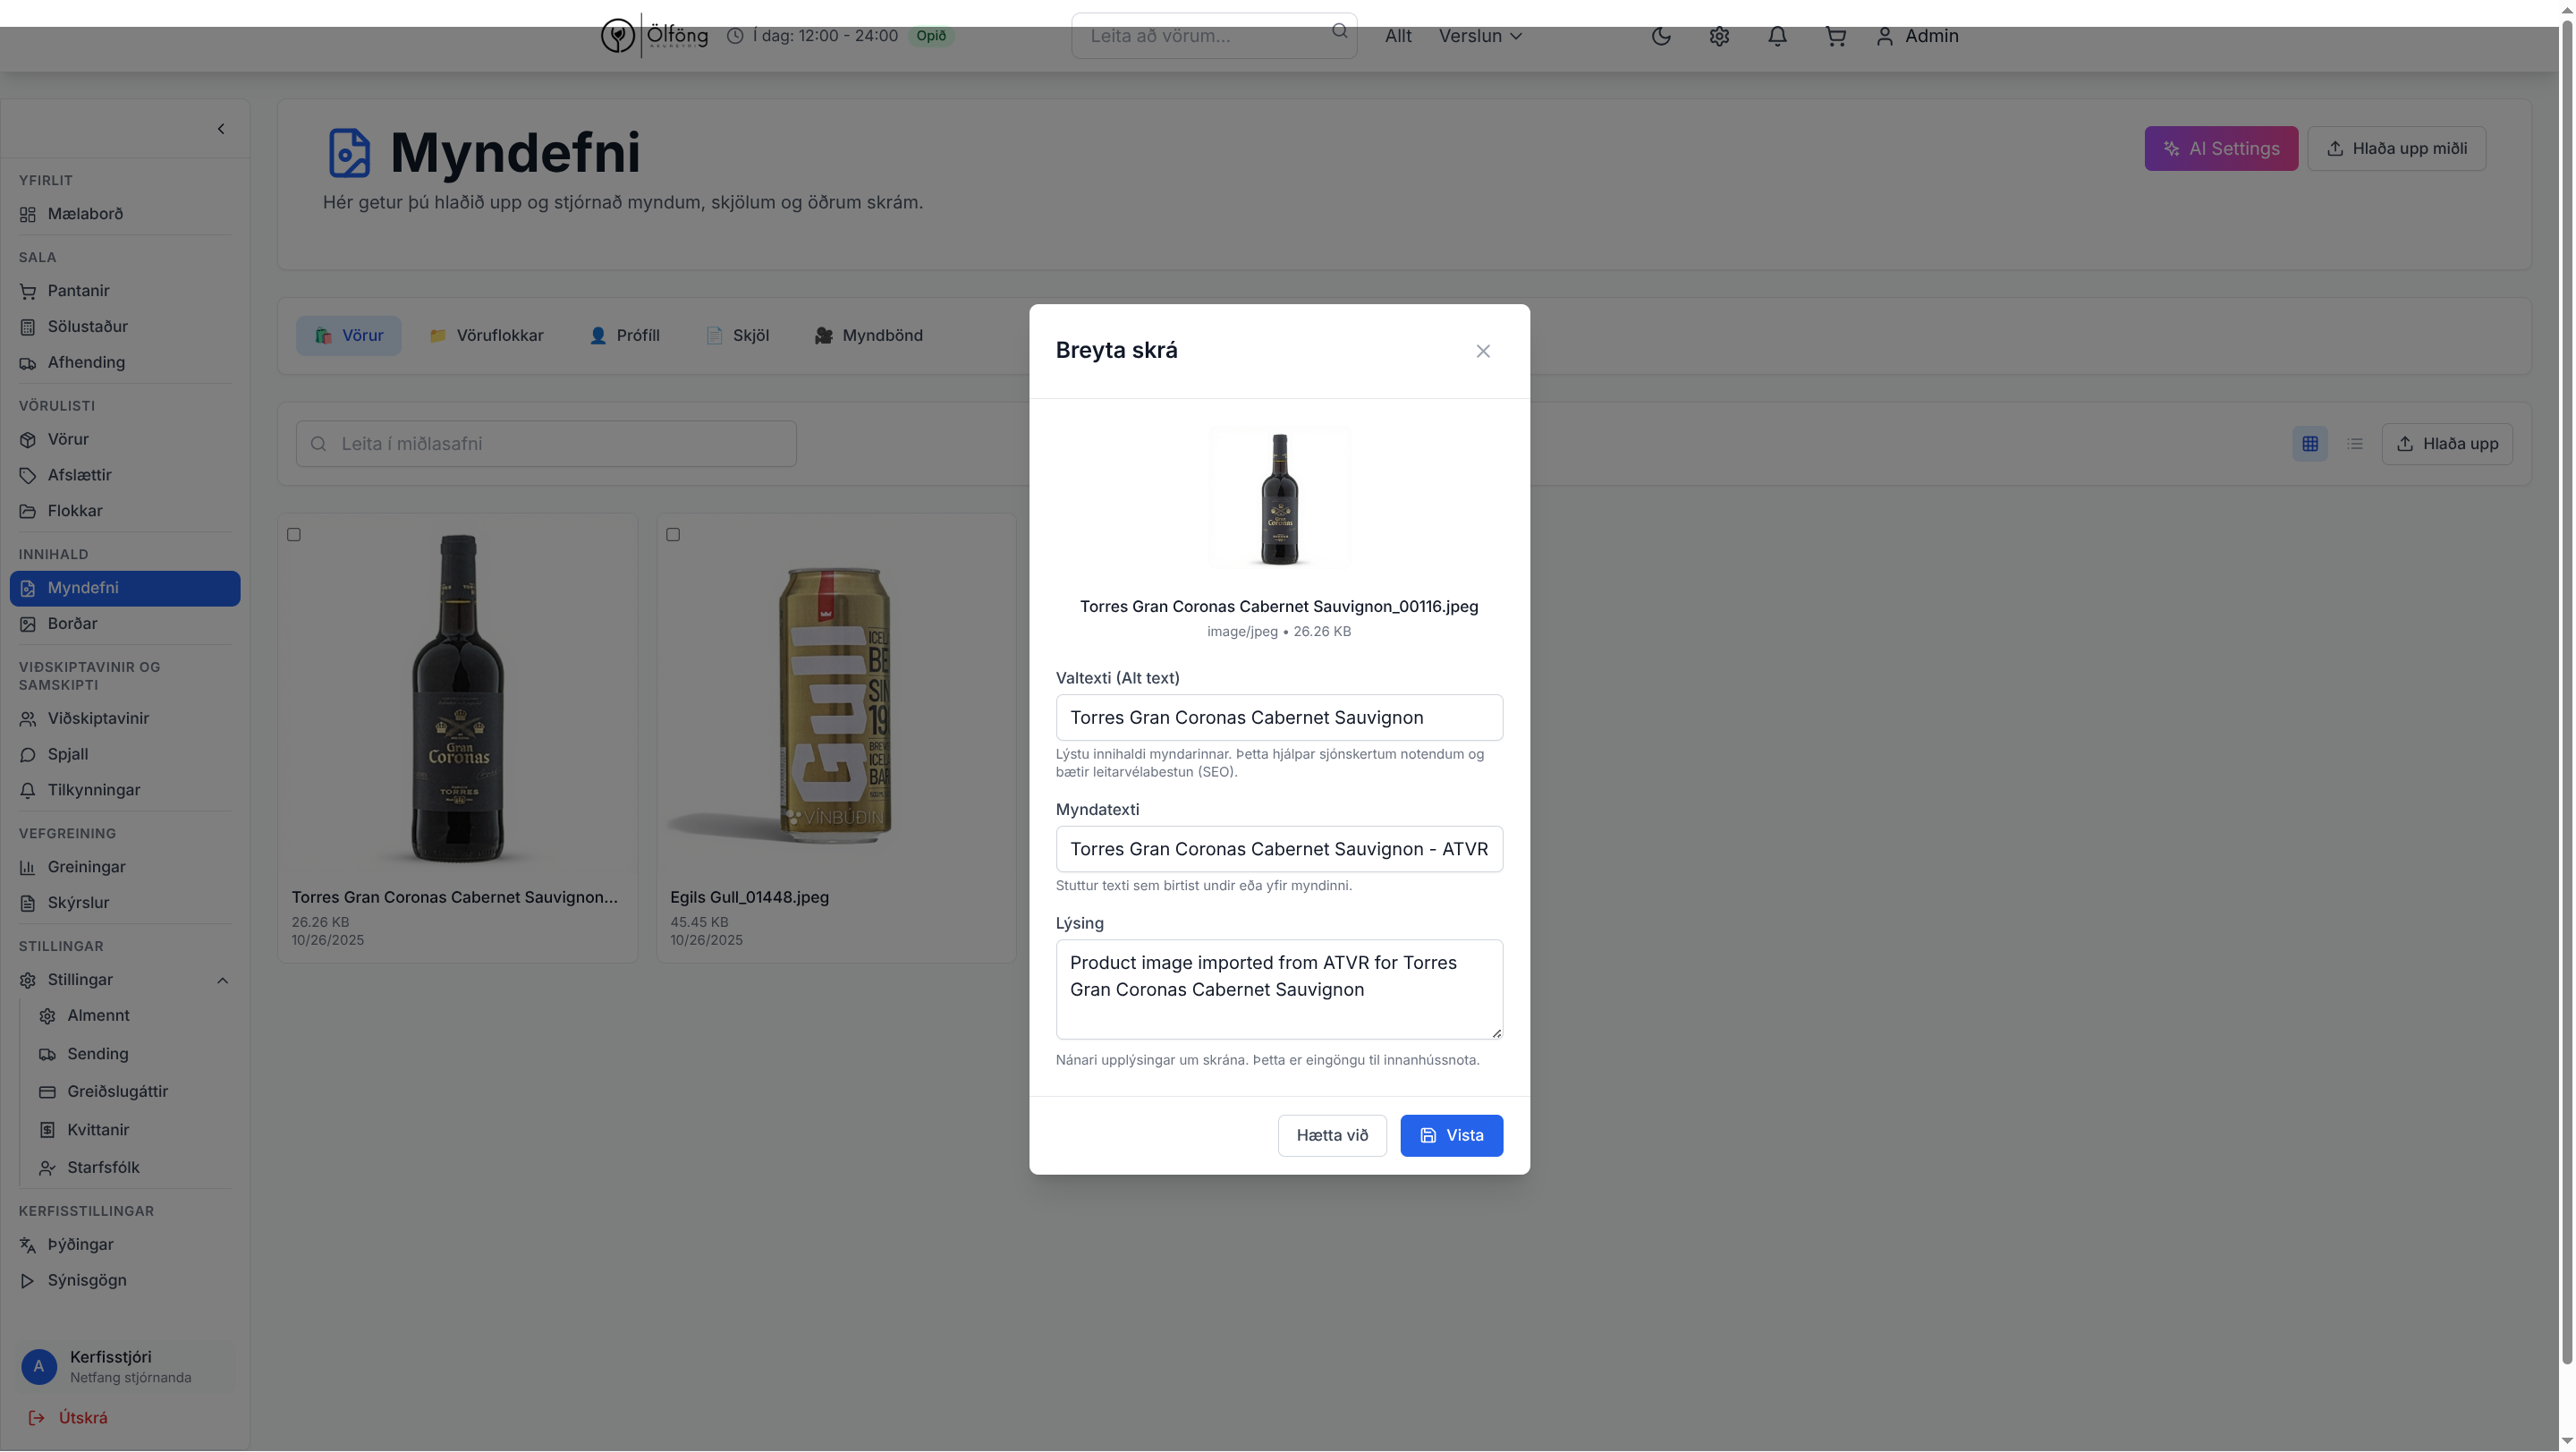 Ölföng
Í dag: 12:00 - 24:00
Opið
Leita að vörum...
Allt
Verslun
Admin
YFIRLIT
Mælaborð
SALA
Pantanir
Sölustaður
Afhending
VÖRULISTI
Vörur
Afslættir
Flokkar
INNIHALD
Myndefni
Borðar
VIÐSKIPTAVINIR OG
SAMSKIPTI
Viðskiptavinir
Spjall
Tilkynningar
VEFGREINING
Greiningar
Skýrslur
STILLINGAR
Stillingar
Almennt
Sending
Greiðslugáttir
Kvittanir
Starfsfólk
KERFISSTILLINGAR
Þýðingar
Sýnisgögn
A
Kerfisstjóri
Netfang stjórnanda
Útskrá
Myndefni
Hér getur þú hlaðið upp og stjórnað myndum, skjölum og öðrum skrám.
AI Settings
Hlaða upp miðli
Vörur
Vöruflokkar
Prófíll
Skjöl
Myndbönd
Leita í miðlasafni
Hlaða upp
Gran
Coronas
TORRES
Torres Gran Coronas Cabernet Sauvignon...
26.26 KB
10/26/2025
Gull
VÍNBÚÐIN
Egils Gull_01448.jpeg
45.45 KB
10/26/2025
Breyta skrá
Gran
Coronas
Torres Gran Coronas Cabernet Sauvignon_00116.jpeg
image/jpeg • 26.26 KB
Valtexti (Alt text)
Torres Gran Coronas Cabernet Sauvignon
Lýstu innihaldi myndarinnar. Þetta hjálpar sjónskertum notendum og
bætir leitarvélabestun (SEO).
Myndatexti
Torres Gran Coronas Cabernet Sauvignon - ATVR
Stuttur texti sem birtist undir eða yfir myndinni.
Lýsing
Product image imported from ATVR for Torres
Gran Coronas Cabernet Sauvignon
Nánari upplýsingar um skrána. Þetta er eingöngu til innanhússnota.
Hætta við
Vista